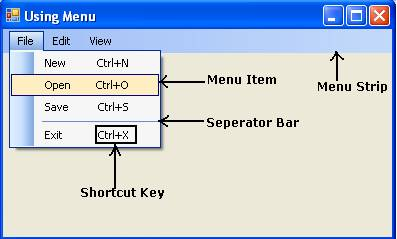 Using Menu
File Edit View
New Ctrl+N
Open Ctrl+O
Menu Item
Menu Strip
Save Ctrl+S
Seperator Bar
Exit Ctrl+X
Shortcut Key